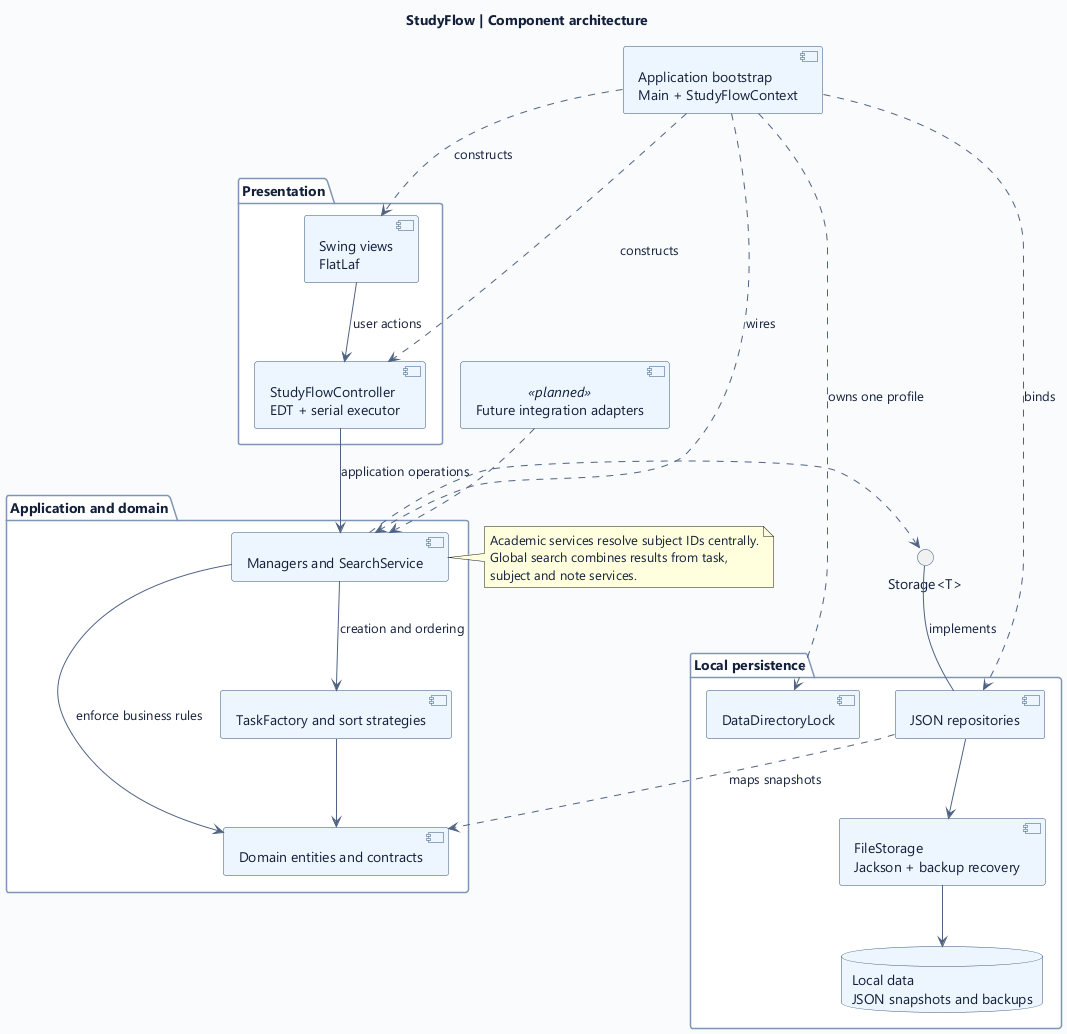 StudyFlow | Component architecture
Application bootstrap
Main + StudyFlowContext
constructs
Presentation
Swing views
FlatLaf
constructs
user actions
wires
StudyFlowController
EDT + serial executor
«planned»
Future integration adapters
owns one profile
binds
application operations
Application and domain
Managers and SearchService
Academic services resolve subject IDs centrally.
Global search combines results from task,
subject and note services.
Storage<T>
creation and ordering
implements
Local persistence
enforce business rules
TaskFactory and sort strategies
DataDirectoryLock
JSON repositories
maps snapshots
Domain entities and contracts
FileStorage
Jackson + backup recovery
Local data
JSON snapshots and backups